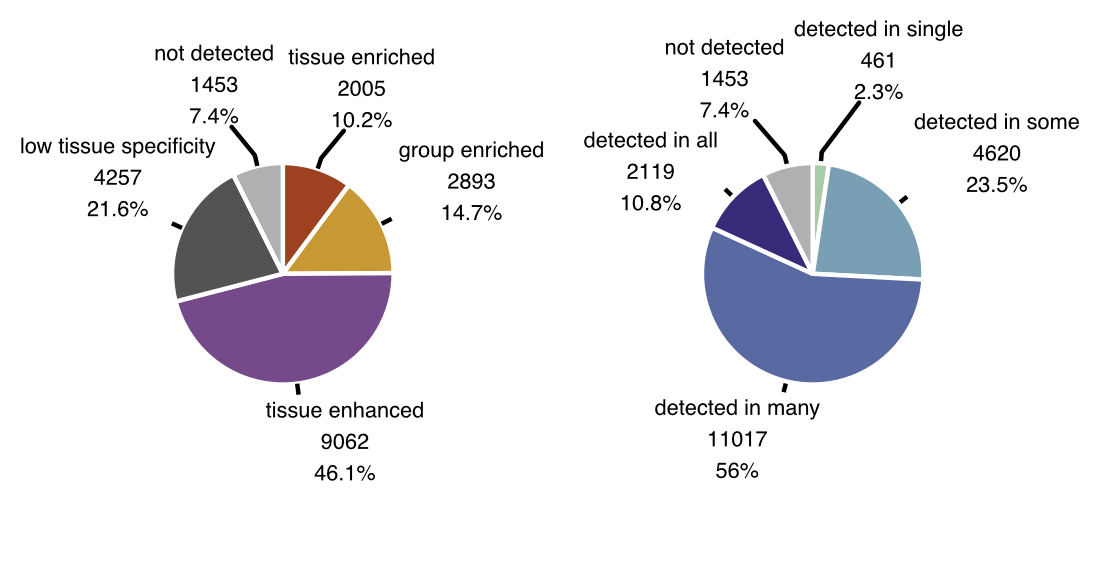 not detected
1453
7.4%
tissue enriched
2005
10.2%
low tissue specificity
4257
21.6%
group enriched
2893
14.7%
tissue enhanced
9062
46.1%
not detected
1453
7.4%
detected in single
461
2.3%
detected in all
2119
10.8%
detected in some
4620
23.5%
detected in many
11017
56%